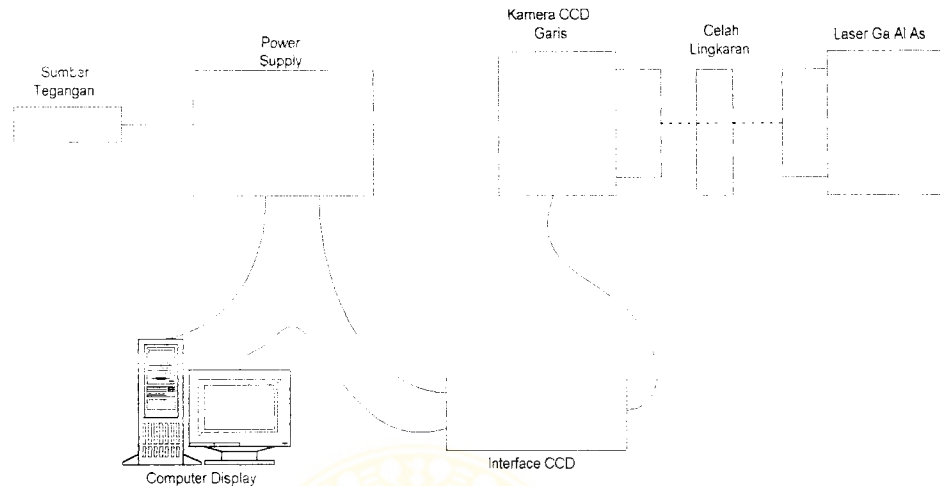 Kamera CCD
Garis
Celah
Lingkaran
Laser Ga Al As
Power
Supply
Sumber
Tegangan
Interface CCD
Computer Display